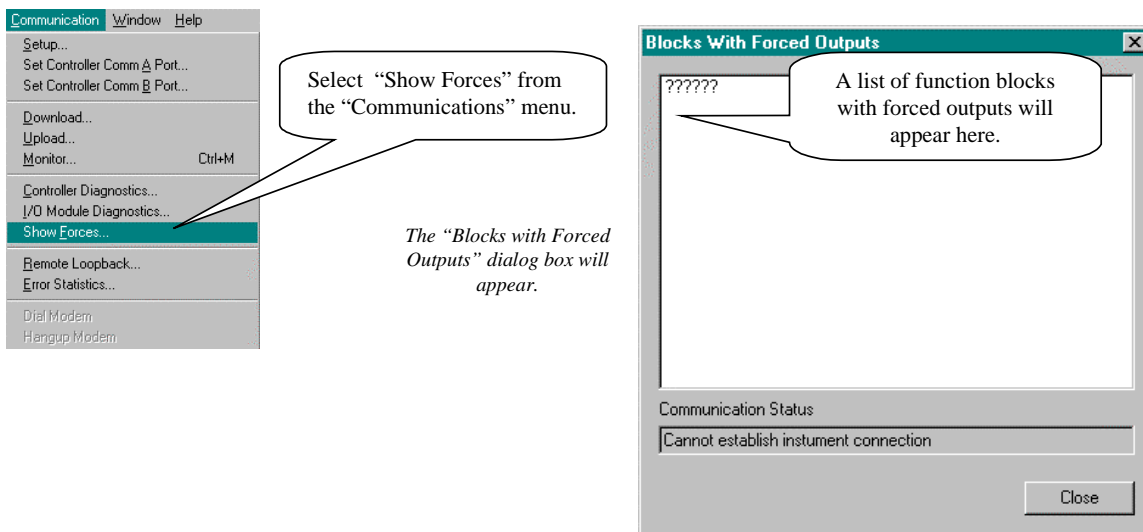 Communication Window Help
Setup...
Set Controller Comm A Port...
Set Controller Comm B Port...
Download...
Upload...
Monitor... Ctrl+M
Controller Diagnostics...
I/O Module Diagnostics...
Show Forces...
Remote Loopback...
Error Statistics...
Dial Modem
Hangup Modem
Select “Show Forces” from
the “Communications” menu.
The “Blocks with Forced
Outputs” dialog box will
appear.
Blocks With Forced Outputs
??????
A list of function blocks
with forced outputs will
appear here.
Communication Status
Cannot establish instument connection
Close